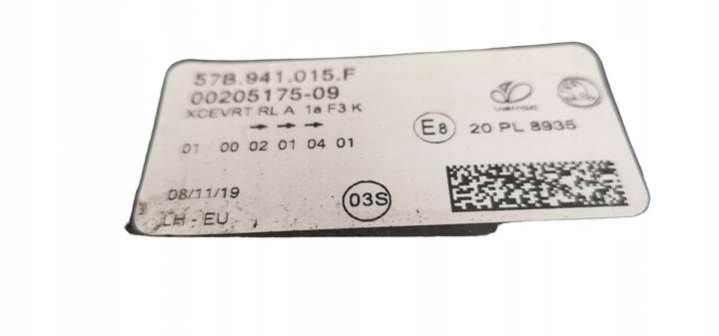 57B.941.015.F
00205175-09
XCEVRT RL A 1a F3 K
01 00 02 01 04 01
E8 20 PL 8935
08/11/19
03S
LH - EU